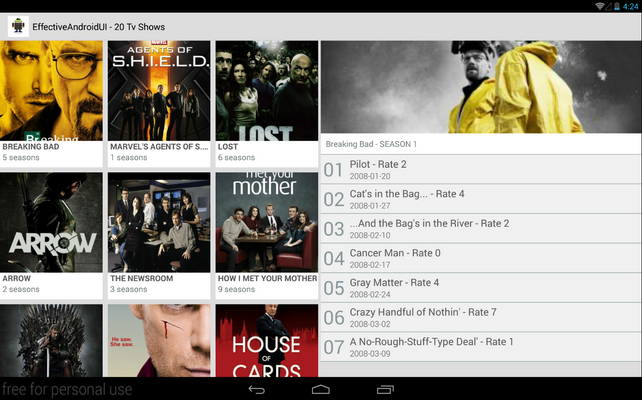 4:24
EffectiveAndroidUI - 20 Tv Shows
Breaking
BREAKING BAD
5 seasons
MARVEL
AGENTS OF
S.H.I.E.L.D.
MARVEL'S AGENTS OF S....
1 seasons
LOST
LOST
6 seasons
ARROW
ARROW
2 seasons
THE NEWSROOM
3 seasons
met your
mother
HOW I MET YOUR MOTHER
9 seasons
He saw.
She saw.
HOUSE
OF
CARDS
Breaking Bad - SEASON 1
01 Pilot - Rate 2
2008-01-20
02 Cat's in the Bag... - Rate 4
2008-01-27
03 ...And the Bag's in the River - Rate 2
2008-02-10
04 Cancer Man - Rate 0
2008-02-17
05 Gray Matter - Rate 4
2008-02-24
06 Crazy Handful of Nothin' - Rate 7
2008-03-02
07 A No-Rough-Stuff-Type Deal' - Rate 1
2008-03-09
free for personal use